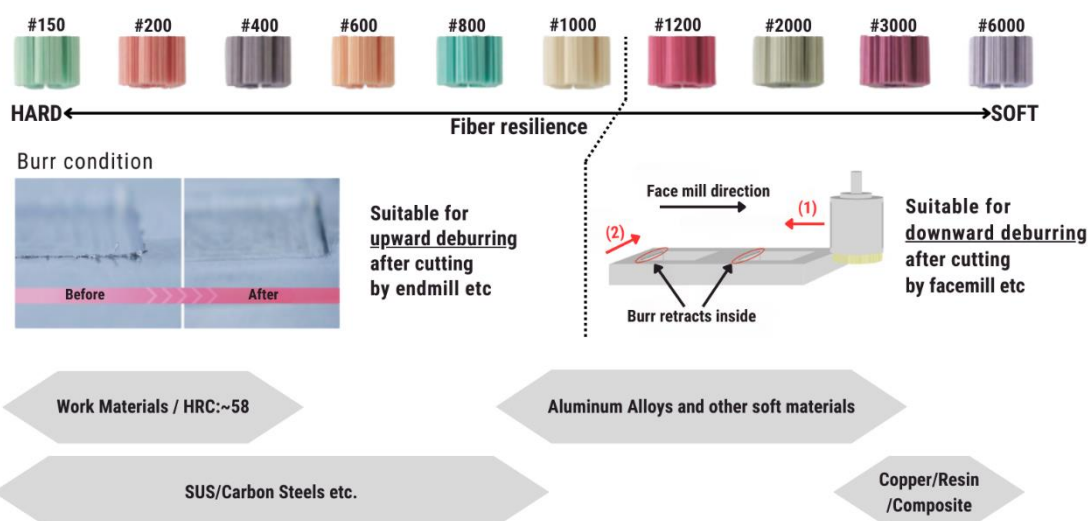 #150 #200 #400 #600 #800 #1000 #1200 #2000 #3000 #6000
HARD SOFT
Fiber resilience
Burr condition
Before After
Suitable for
upward deburring
after cutting
by endmill etc
Face mill direction
(1)
(2)
Burr retracts inside
Suitable for
downward deburring
after cutting
by facemill etc
Work Materials / HRC:~58
Aluminum Alloys and other soft materials
SUS/Carbon Steels etc.
Copper/Resin
/Composite